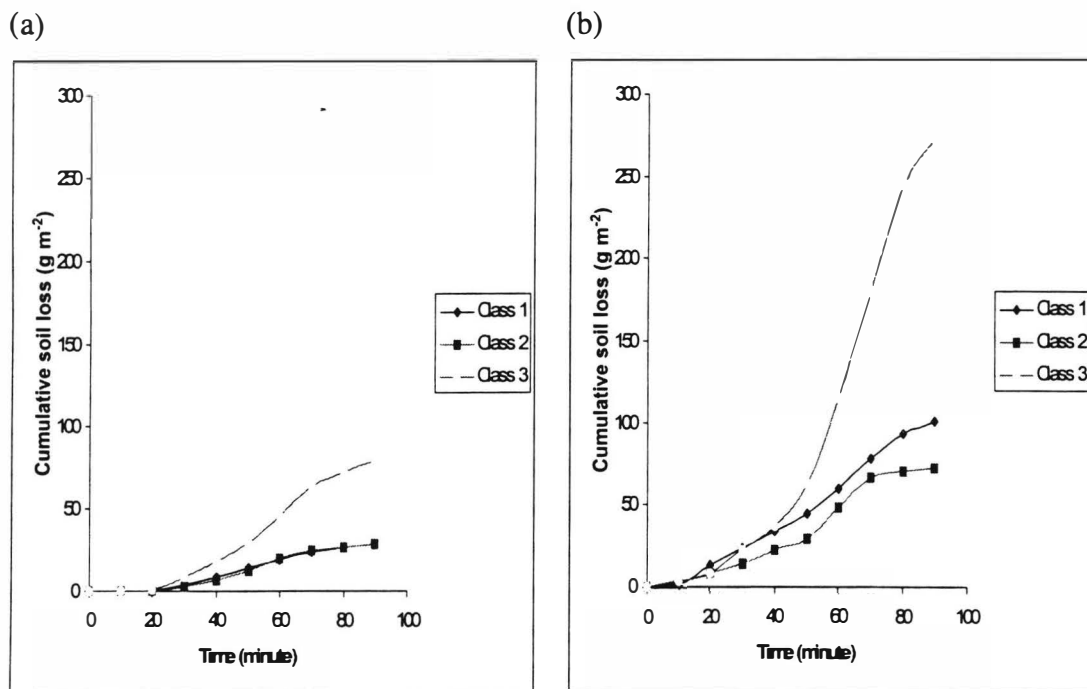 (a)
300
250
200
150
100
50
0
Cumulative soil loss (g m⁻²)
0 20 40 60 80 100
Time (minute)
Class 1
Class 2
Class 3
(b)
300
250
200
150
100
50
0
Cumulative soil loss (g m⁻²)
0 20 40 60 80 100
Time (minute)
Class 1
Class 2
Class 3